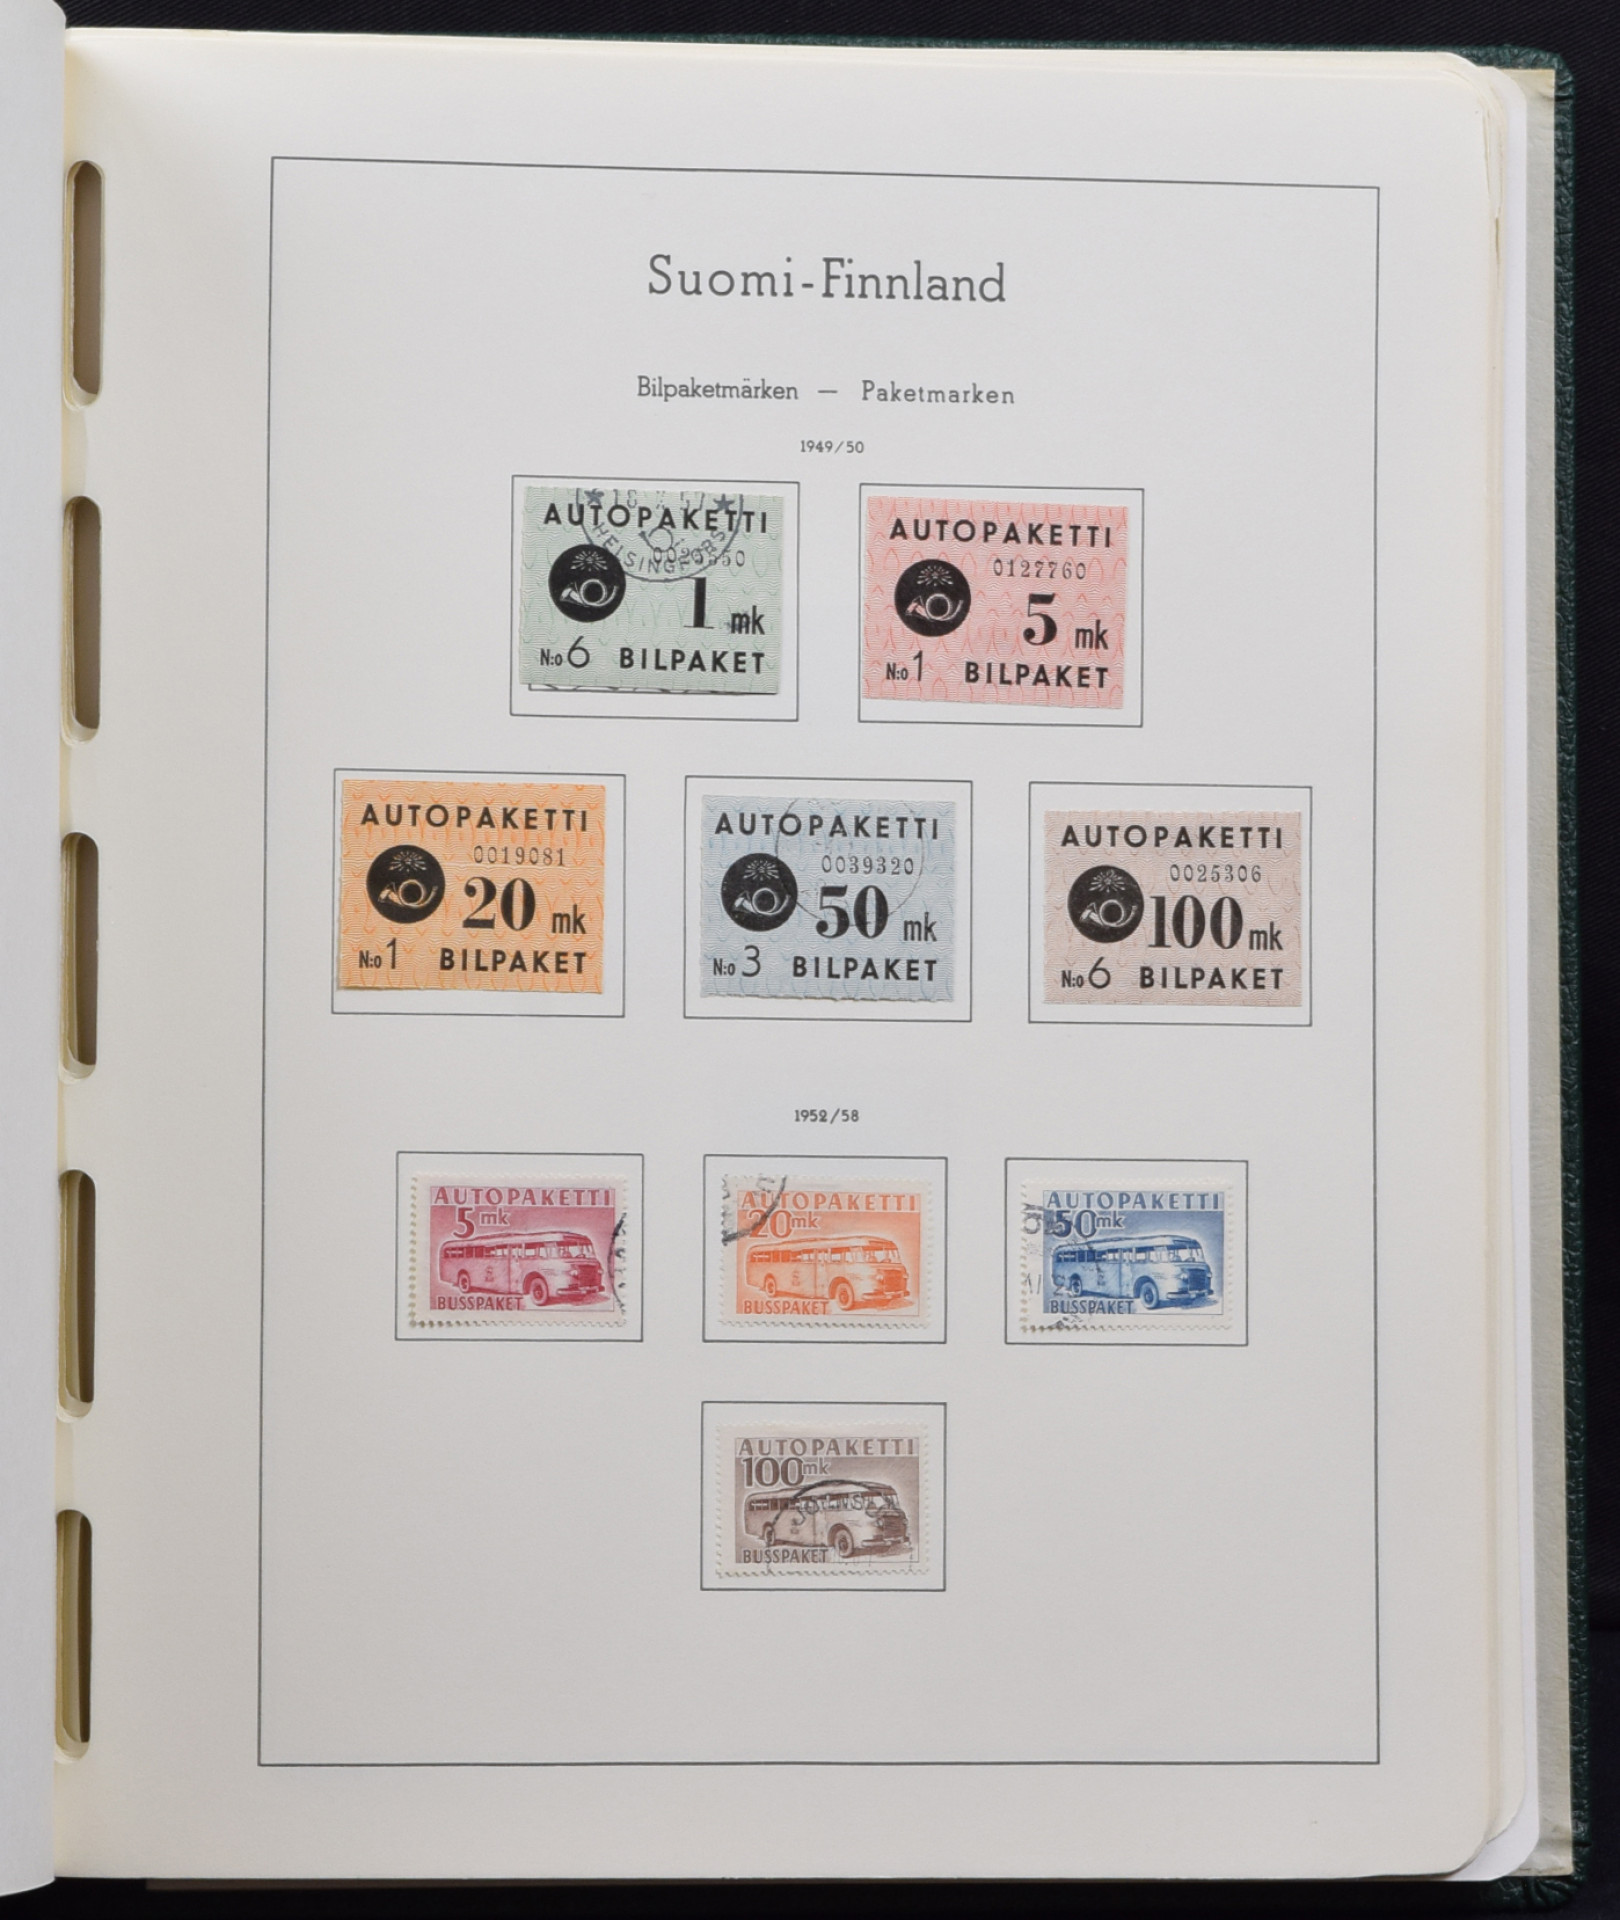 Suomi-Finnland
Bilpaketmärken — Paketmarken
1949/50
HELSINGFORS
AUTOPAKETTI
1 mk
N:o 6 BILPAKET
AUTOPAKETTI
0127760
5 mk
N:o 1 BILPAKET
AUTOPAKETTI
0019081
20 mk
N:o 1 BILPAKET
AUTOPAKETTI
0039320
50 mk
N:o 3 BILPAKET
AUTOPAKETTI
0025306
100 mk
N:o 6 BILPAKET
1952/58
AUTOPAKETTI
5 mk
BUSSPAKET
AUTOPAKETTI
20 mk
BUSSPAKET
AUTOPAKETTI
50 mk
BUSSPAKET
AUTOPAKETTI
100 mk
BUSSPAKET